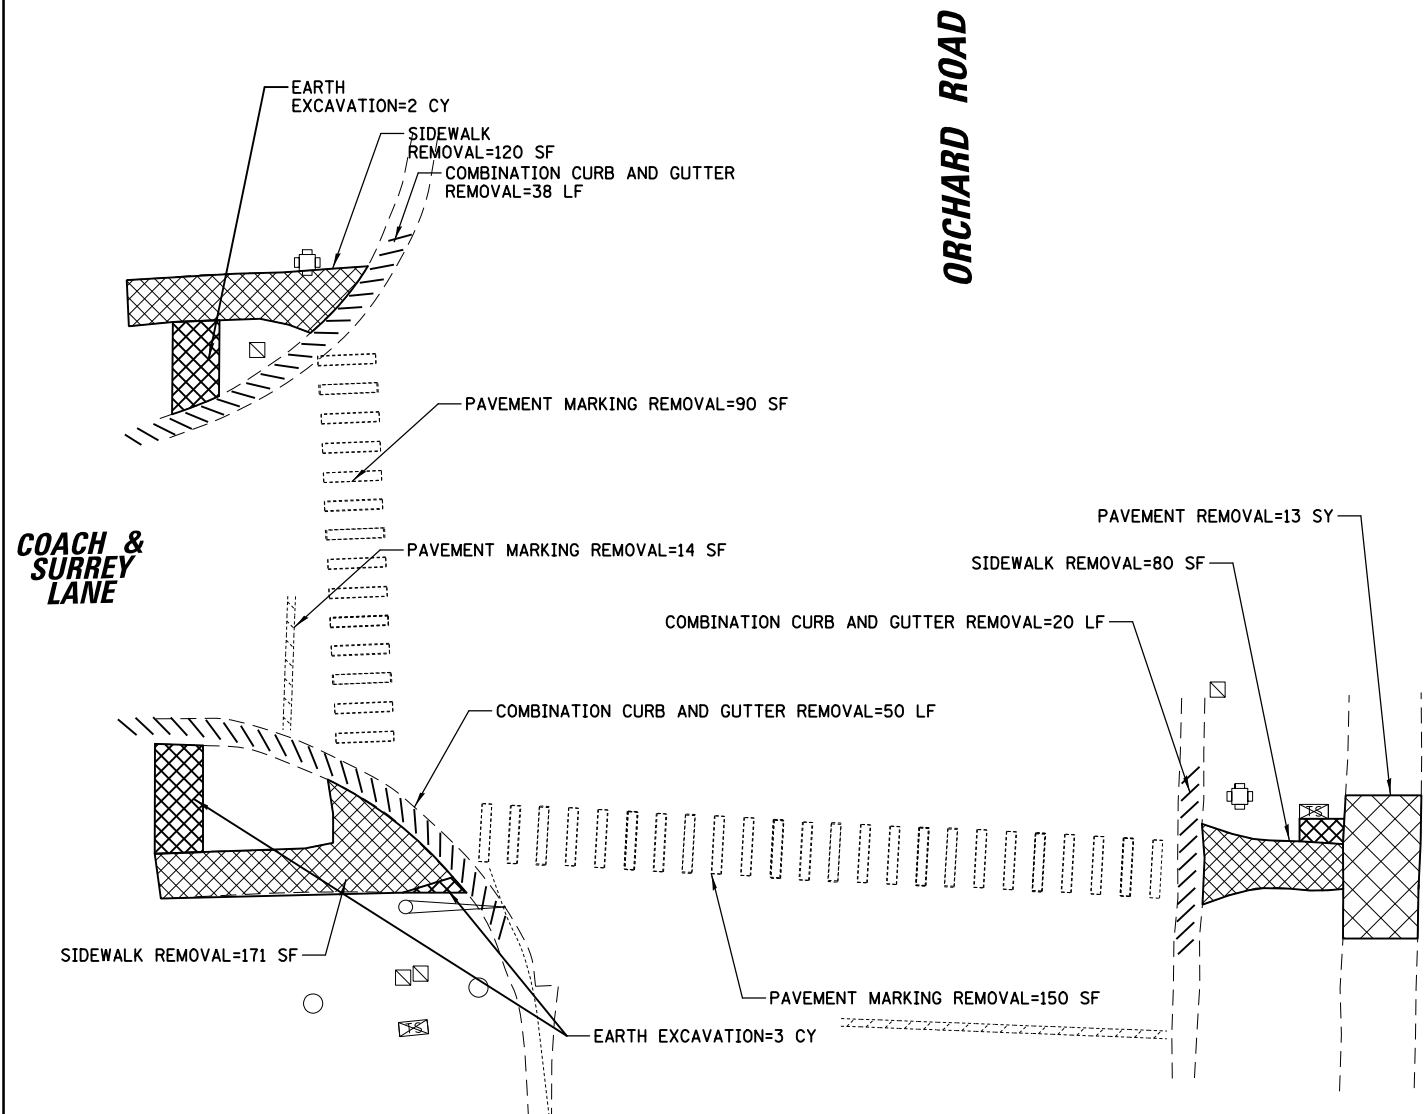 ORCHARD ROAD
EARTH
EXCAVATION=2 CY
SIDEWALK
REMOVAL=120 SF
COMBINATION CURB AND GUTTER
REMOVAL=38 LF
PAVEMENT MARKING REMOVAL=90 SF
COACH &
SURREY
LANE
PAVEMENT MARKING REMOVAL=14 SF
PAVEMENT REMOVAL=13 SY
SIDEWALK REMOVAL=80 SF
COMBINATION CURB AND GUTTER REMOVAL=20 LF
COMBINATION CURB AND GUTTER REMOVAL=50 LF
TS
SIDEWALK REMOVAL=171 SF
PAVEMENT MARKING REMOVAL=150 SF
TS
EARTH EXCAVATION=3 CY